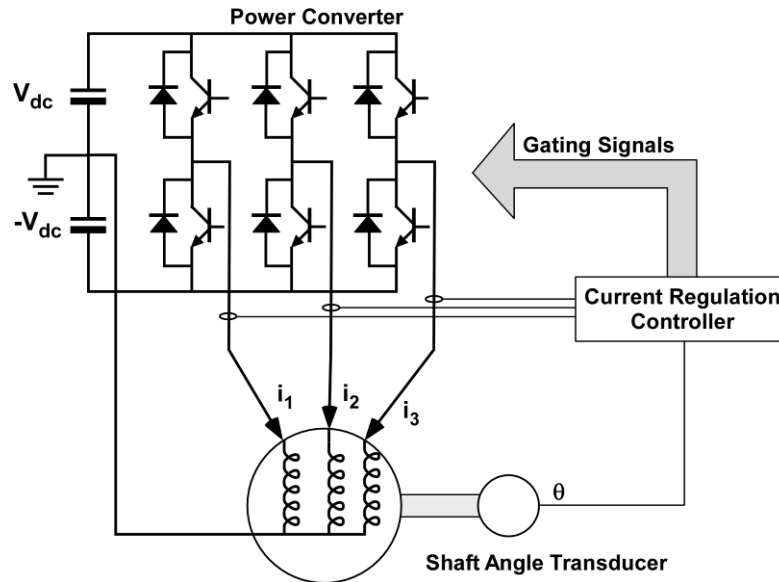 Power Converter
V_dc
Gating Signals
-V_dc
Current Regulation
Controller
i_1
i_2
i_3
θ
Shaft Angle Transducer